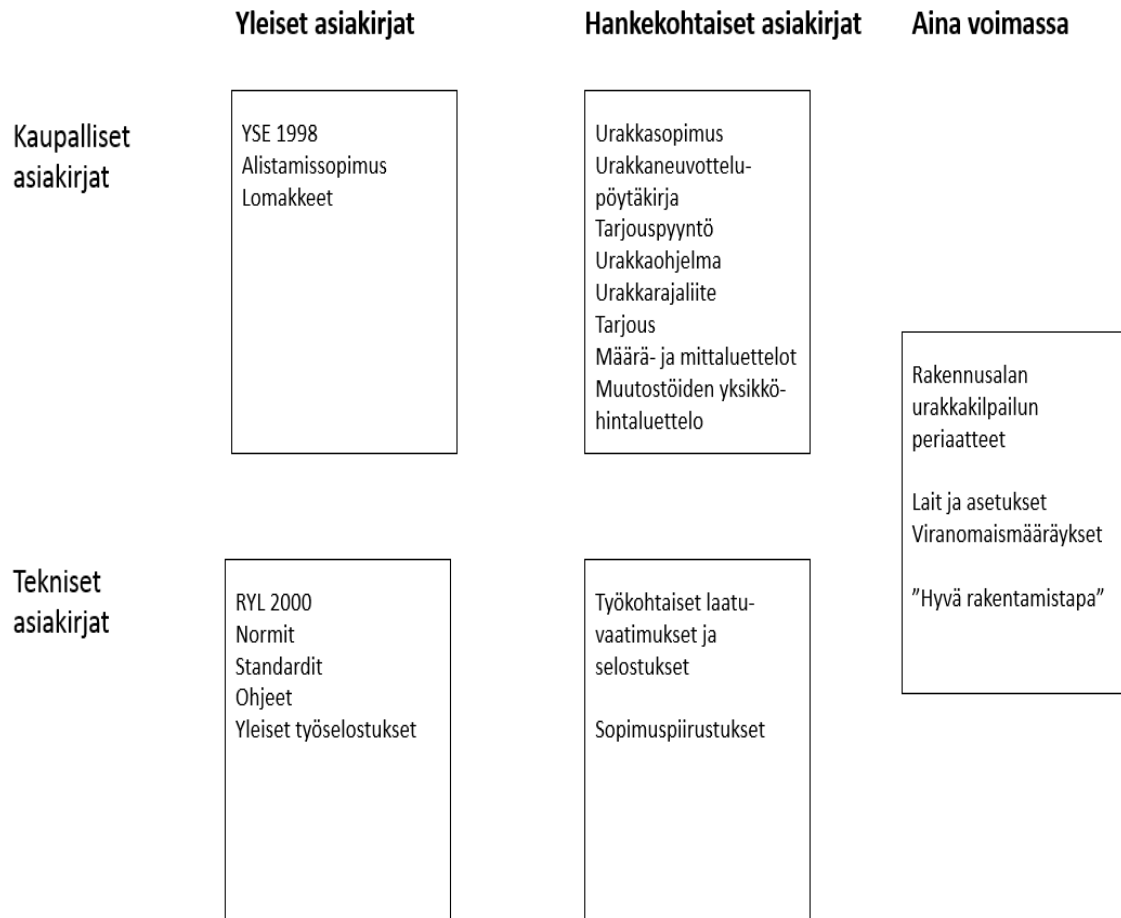 Yleiset asiakirjat
Hankekohtaiset asiakirjat
Aina voimassa
Kaupalliset
asiakirjat
YSE 1998
Alistamissopimus
Lomakkeet
Urakkasopimus
Urakkaneuvottelu-
pöytäkirja
Tarjouspyyntö
Urakkaohjelma
Urakkarajaliite
Tarjous
Määrä- ja mittaluettelot
Muutostöiden yksikkö-
hintaluettelo
Rakennusalan
urakkakilpailun
periaatteet
Lait ja asetukset
Viranomaismääräykset
”Hyvä rakentamistapa”
Tekniset
asiakirjat
RYL 2000
Normit
Standardit
Ohjeet
Yleiset työselostukset
Työkohtaiset laatu-
vaatimukset ja
selostukset
Sopimuspiirustukset